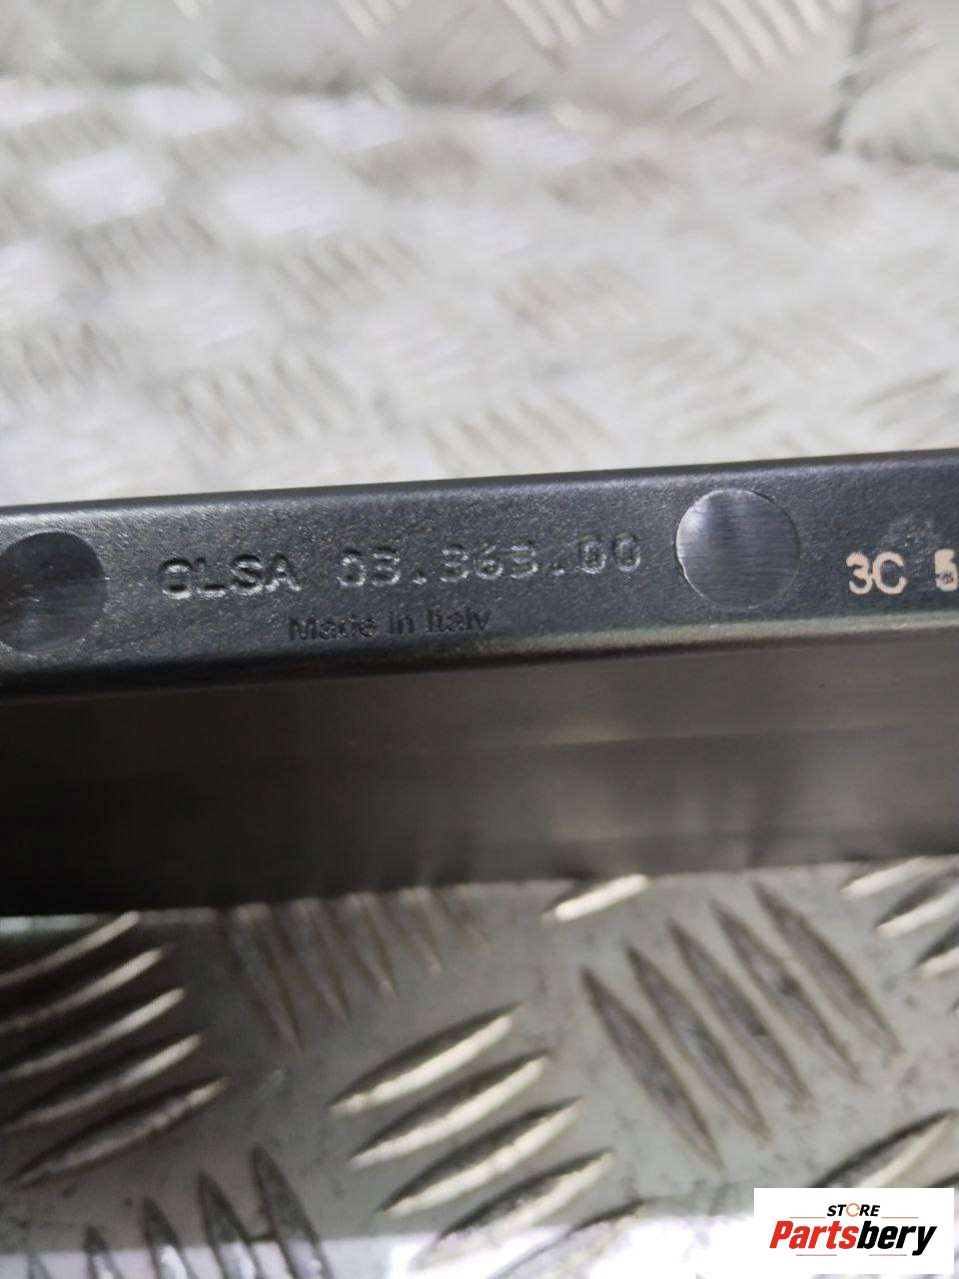 OLSA 03.363.00
Made in Italy
3C 5
STORE
Partsbery